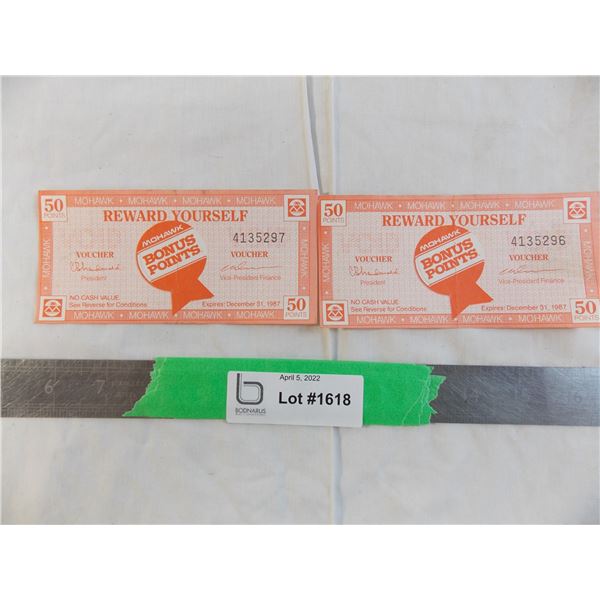 50 POINTS
MOHAWK MOHAWK MOHAWK MOHAWK
REWARD YOURSELF
MOHAWK
MOHAWK BONUS POINTS
4135297
VOUCHER VOUCHER
President Vice-President Finance
NO CASH VALUE
See Reverse for Conditions Expires: December 31, 1987
50 POINTS
MOHAWK MOHAWK MOHAWK MOHAWK
50 POINTS
MOHAWK MOHAWK MOHAWK MOHAWK
REWARD YOURSELF
MOHAWK
MOHAWK BONUS POINTS
4135296
VOUCHER VOUCHER
President Vice-President Finance
NO CASH VALUE
See Reverse for Conditions Expires: December 31, 1987
50 POINTS
MOHAWK MOHAWK MOHAWK MOHAWK
6 7
April 5, 2022
BODNARUS
Lot #1618